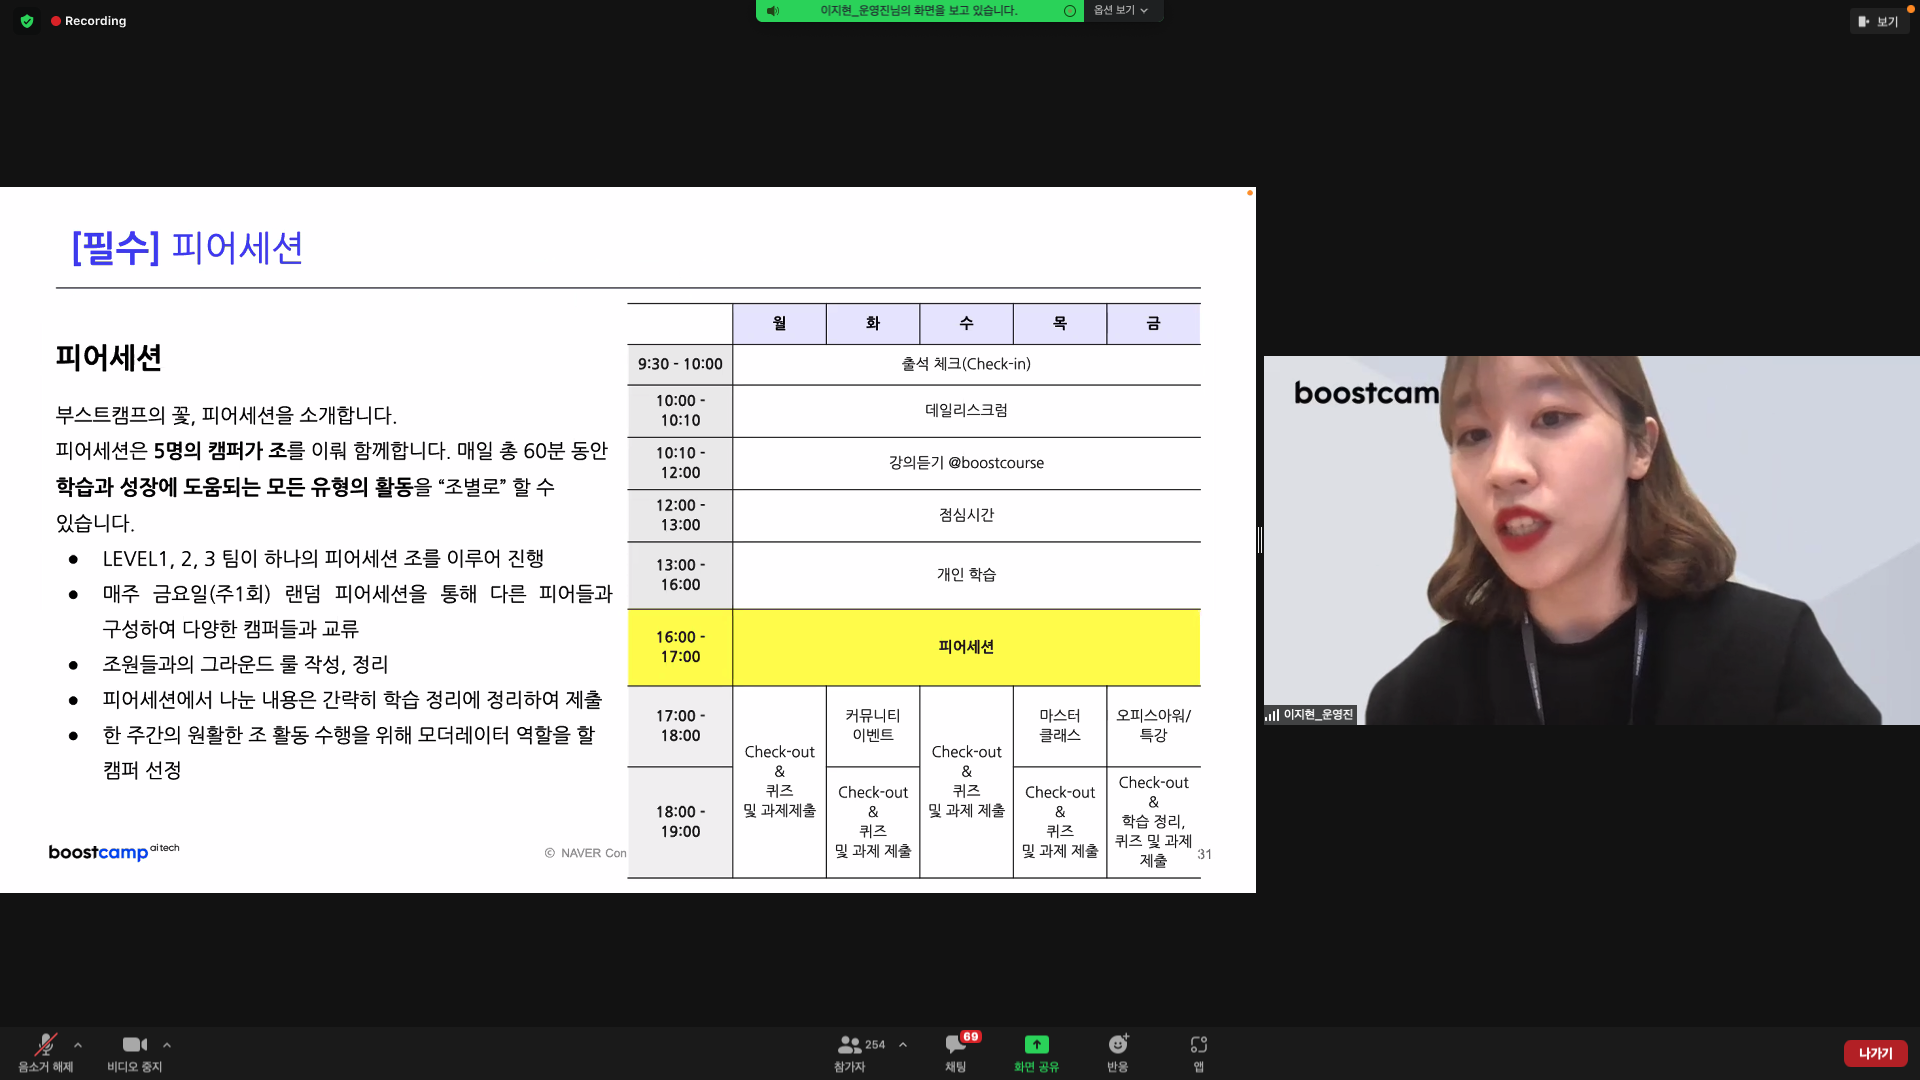 Recording
이지현_운영진님의 화면을 보고 있습니다.
옵션 보기
보기
[필수] 피어세션
피어세션
부스트캠프의 꽃, 피어세션을 소개합니다.
피어세션은 5명의 캠퍼가 조를 이뤄 함께합니다. 매일 총 60분 동안
학습과 성장에 도움되는 모든 유형의 활동을 “조별로” 할 수
있습니다.
● LEVEL1, 2, 3 팀이 하나의 피어세션 조를 이루어 진행
● 매주 금요일(주1회) 랜덤 피어세션을 통해 다른 피어들과
구성하여 다양한 캠퍼들과 교류
● 조원들과의 그라운드 룰 작성, 정리
● 피어세션에서 나눈 내용은 간략히 학습 정리에 정리하여 제출
● 한 주간의 원활한 조 활동 수행을 위해 모더레이터 역할을 할
캠퍼 선정
월 화 수 목 금
9:30 - 10:00 출석 체크(Check-in)
10:00 -
10:10
데일리스크럼
10:10 -
12:00
강의듣기 @boostcourse
12:00 -
13:00
점심시간
13:00 -
16:00
개인 학습
16:00 -
17:00
피어세션
17:00 -
18:00
18:00 -
19:00
Check-out
&
퀴즈
및 과제제출
커뮤니티
이벤트
Check-out
&
퀴즈
및 과제 제출
Check-out
&
퀴즈
및 과제 제출
마스터
클래스
Check-out
&
퀴즈
및 과제 제출
오피스아워/
특강
Check-out
&
학습 정리,
퀴즈 및 과제
제출
boostcamp ai tech
© NAVER Con
31
boostcam
이지현_운영진
음소거 해제
비디오 중지
254
참가자
69
채팅
화면 공유
반응
앱
나가기